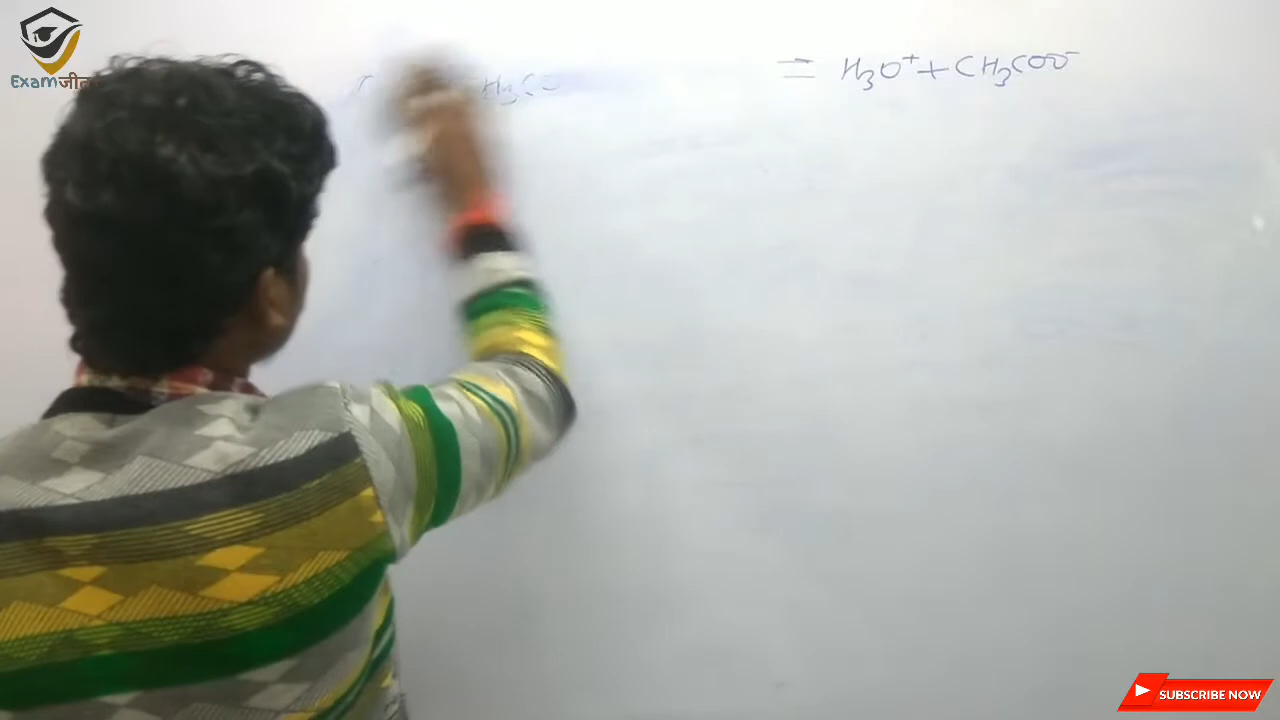 Examजीत
H₃C
= H₃O⁺ + CH₃COO⁻
SUBSCRIBE NOW